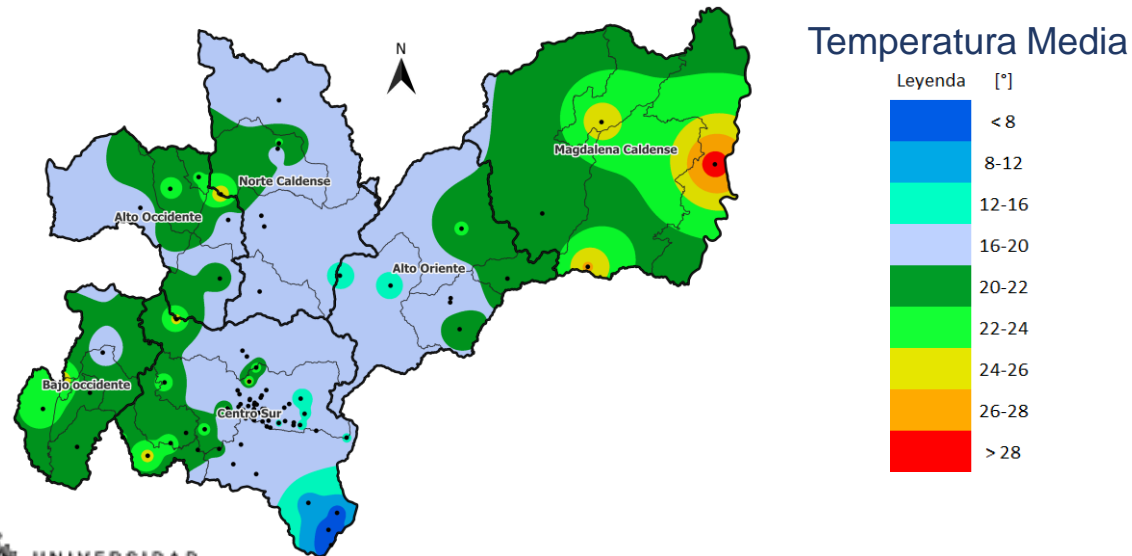 Temperatura Media
Leyenda [°]
N
< 8
8-12
12-16
16-20
20-22
22-24
24-26
26-28
> 28
Magdalena Caldense
Norte Caldense
Alto Occidente
Alto Oriente
Bajo occidente
Centro Sur
UNIVERSIDAD